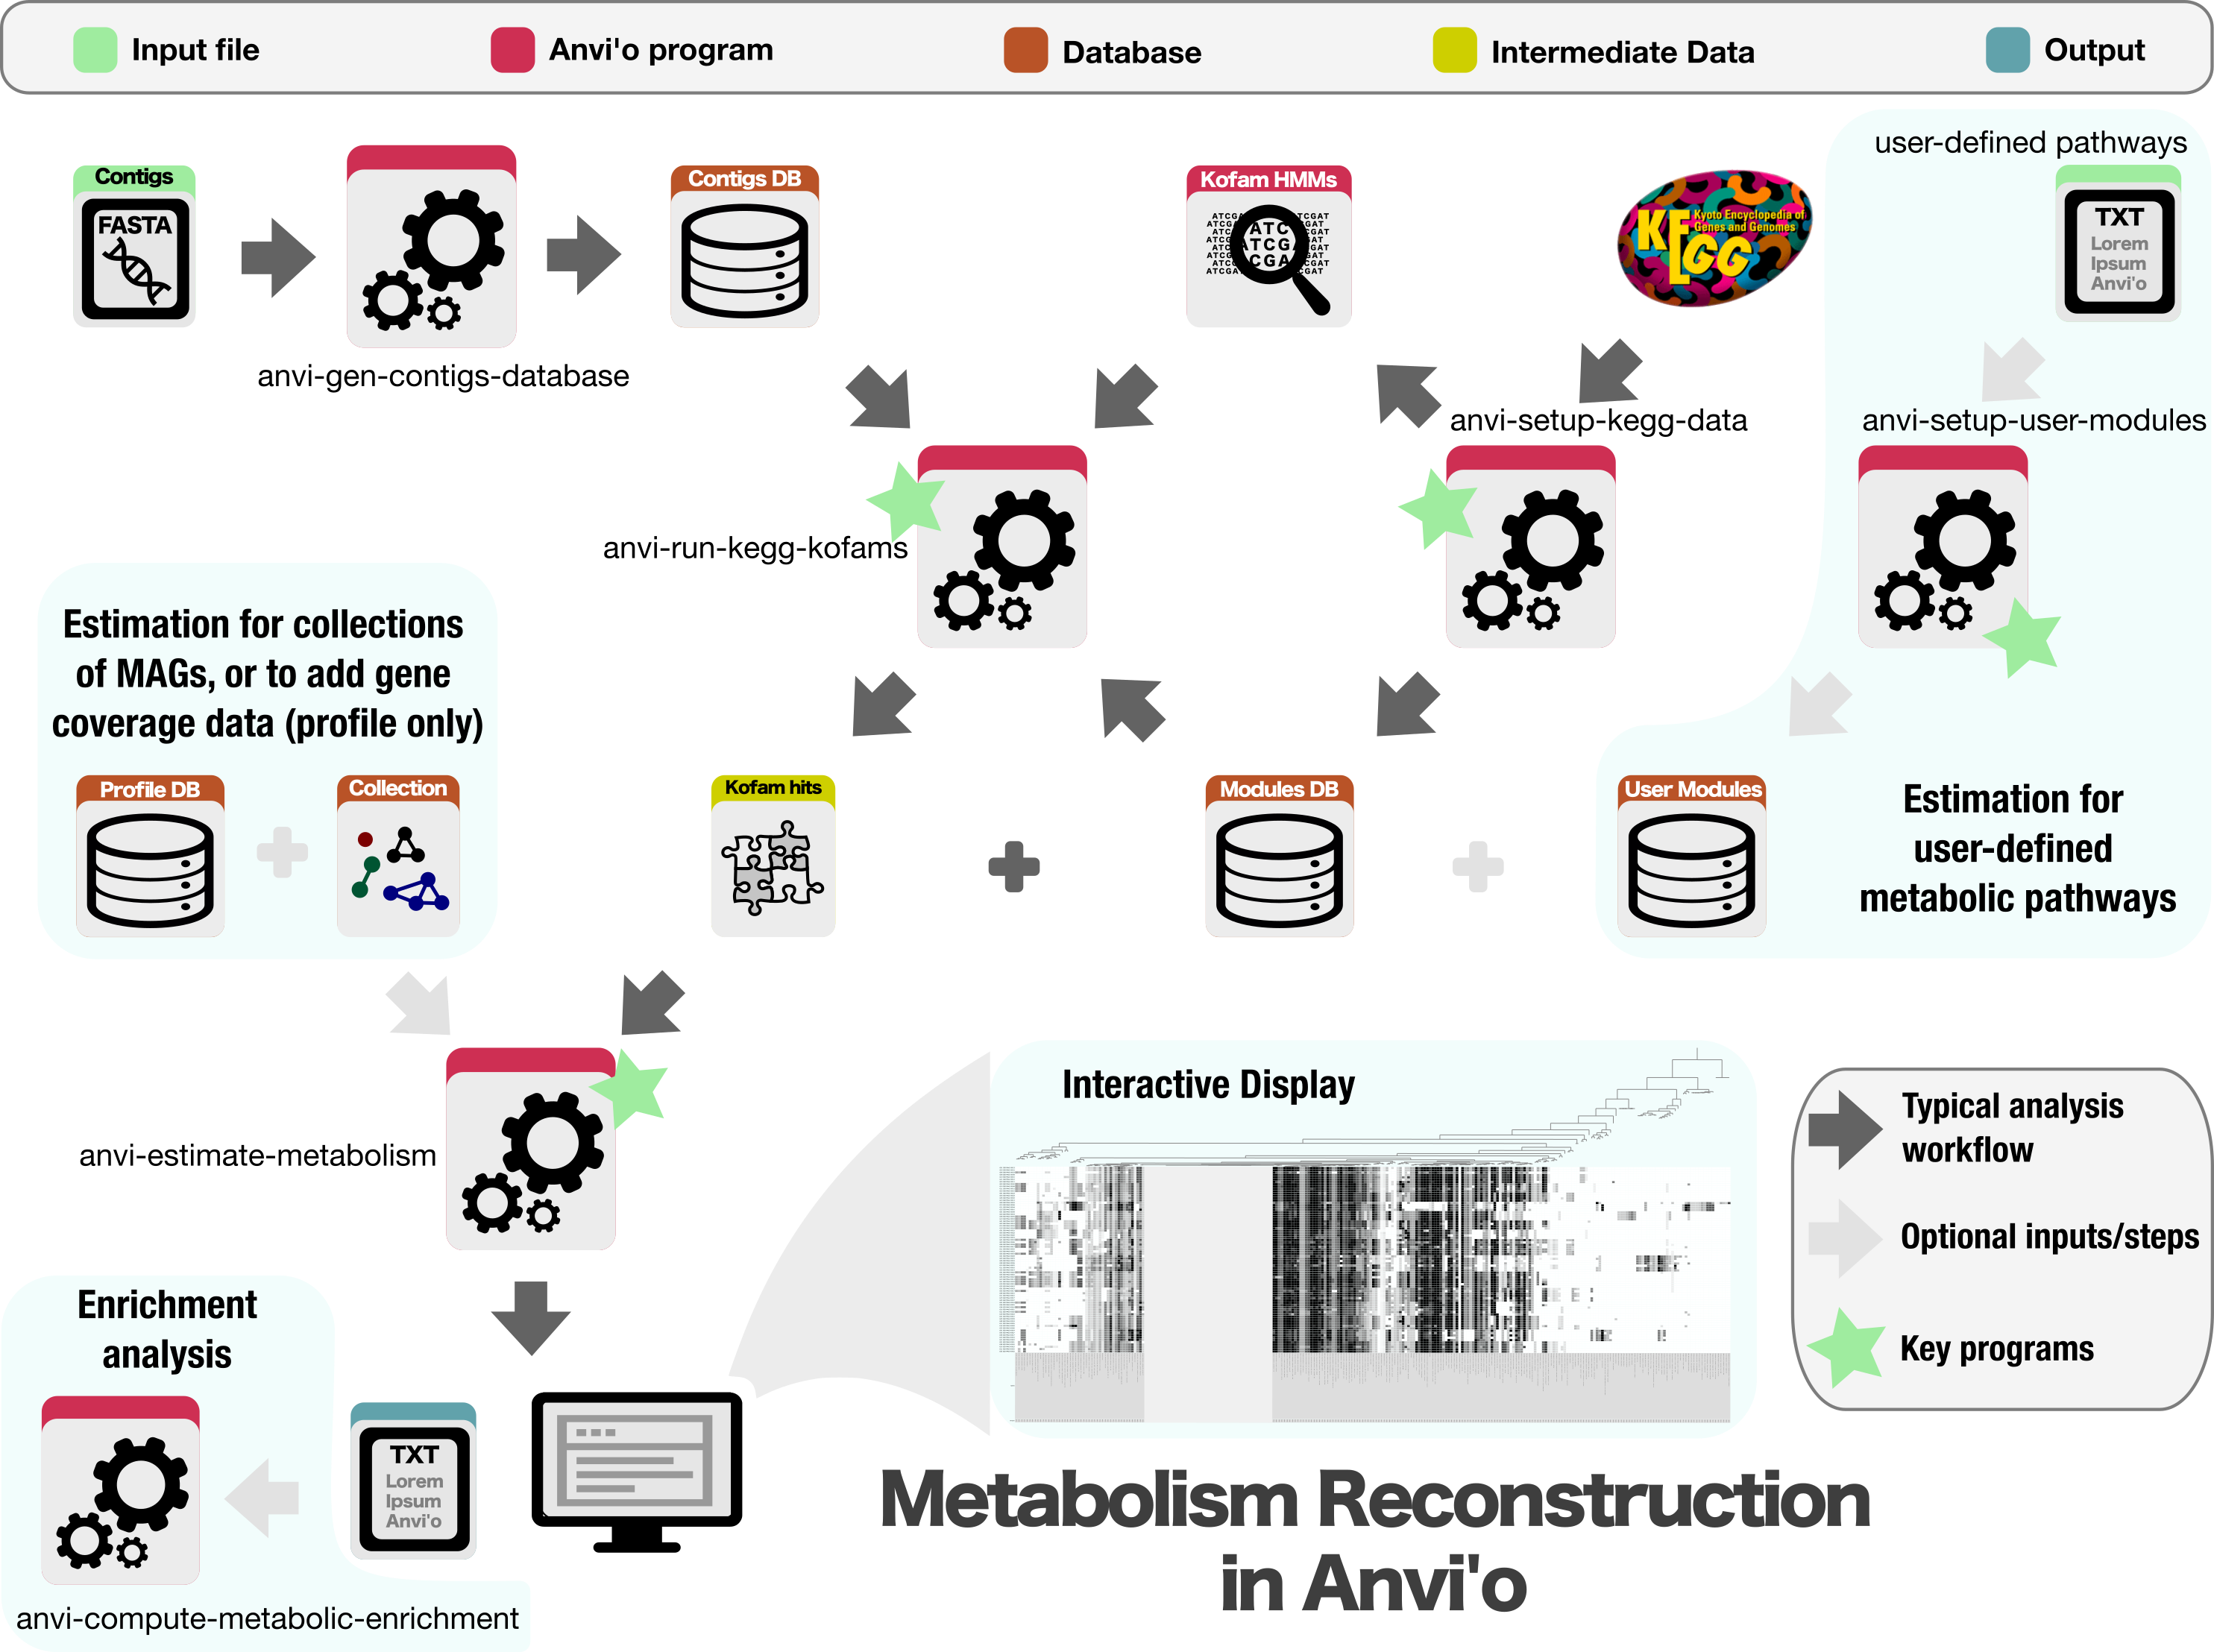 Input file
Anvi'o program
Database
Intermediate Data
Output
user-defined pathways
Contigs
FASTA
Contigs DB
Kofam HMMs
ATC
ATCGA
CGA
KEGG
Kyoto Encyclopedia of
Genes and Genomes
TXT
Lorem
Ipsum
Anvi'o
anvi-gen-contigs-database
anvi-setup-kegg-data
anvi-setup-user-modules
anvi-run-kegg-kofams
Estimation for collections
of MAGs, or to add gene
coverage data (profile only)
Profile DB
Collection
Kofam hits
Modules DB
User Modules
Estimation for
user-defined
metabolic pathways
anvi-estimate-metabolism
Interactive Display
Typical analysis
workflow
Optional inputs/steps
Key programs
Enrichment
analysis
TXT
Lorem
Ipsum
Anvi'o
anvi-compute-metabolic-enrichment
Metabolism Reconstruction
in Anvi'o